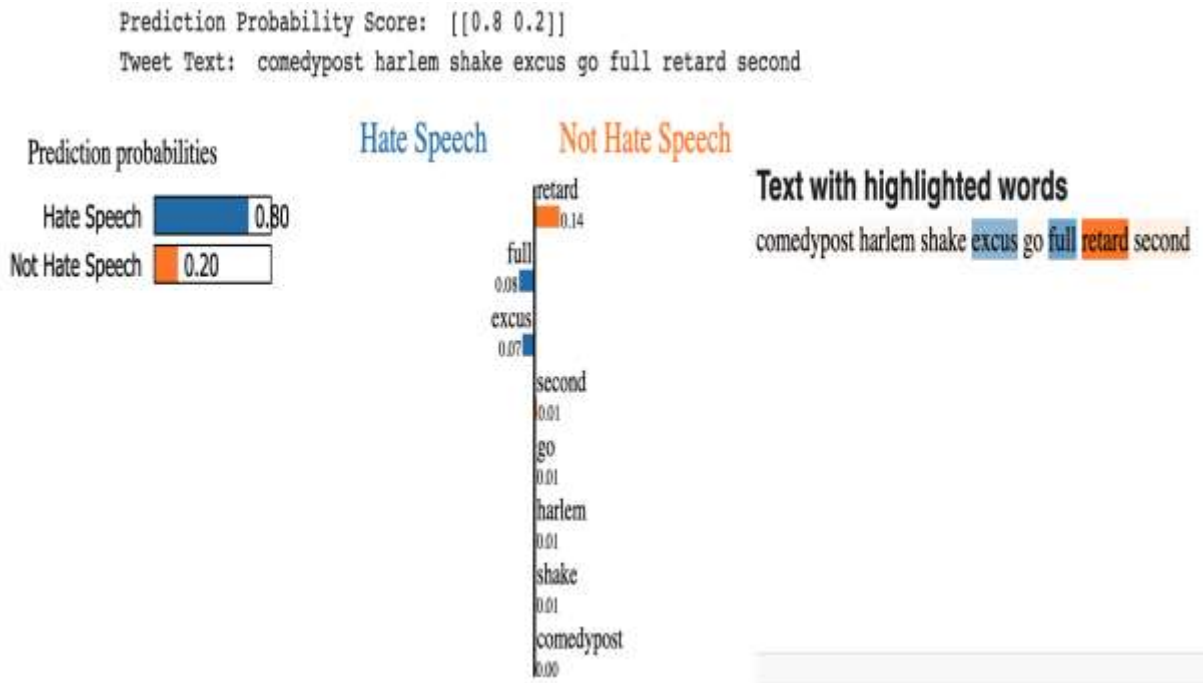 Prediction Probability Score: [[0.8 0.2]]
Tweet Text: comedypost harlem shake excus go full retard second
Prediction probabilities
Hate Speech 0.80
Not Hate Speech 0.20
Hate Speech Not Hate Speech
retard
0.14
full
0.08
excus
0.07
second
0.01
go
0.01
harlem
0.01
shake
0.01
comedypost
0.00
Text with highlighted words
comedypost harlem shake excus go full retard second